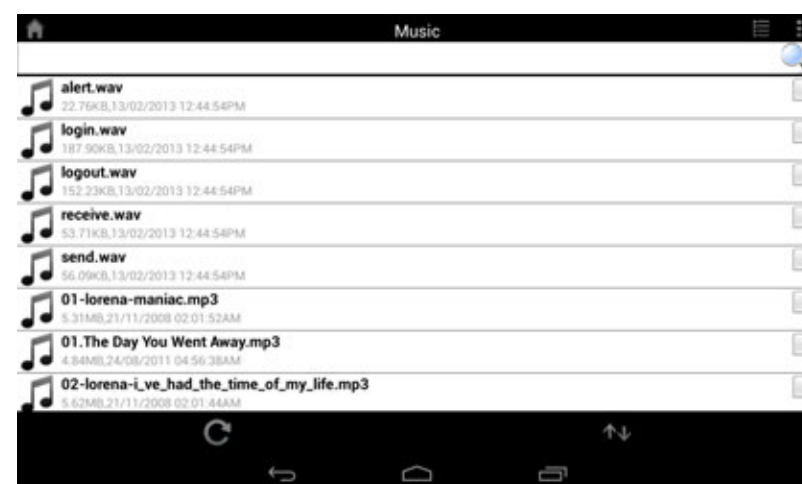 Music
alert.wav
22.76KB,13/02/2013 12:44:54PM
login.wav
187.90KB,13/02/2013 12:44:54PM
logout.wav
152.23KB,13/02/2013 12:44:54PM
receive.wav
53.71KB,13/02/2013 12:44:54PM
send.wav
56.09KB,13/02/2013 12:44:54PM
01-lorena-maniac.mp3
5.31MB,21/11/2008 02:01:52AM
01.The Day You Went Away.mp3
4.84MB,24/08/2011 04:56:38AM
02-lorena-i_ve_had_the_time_of_my_life.mp3
5.62MB,21/11/2008 02:01:44AM